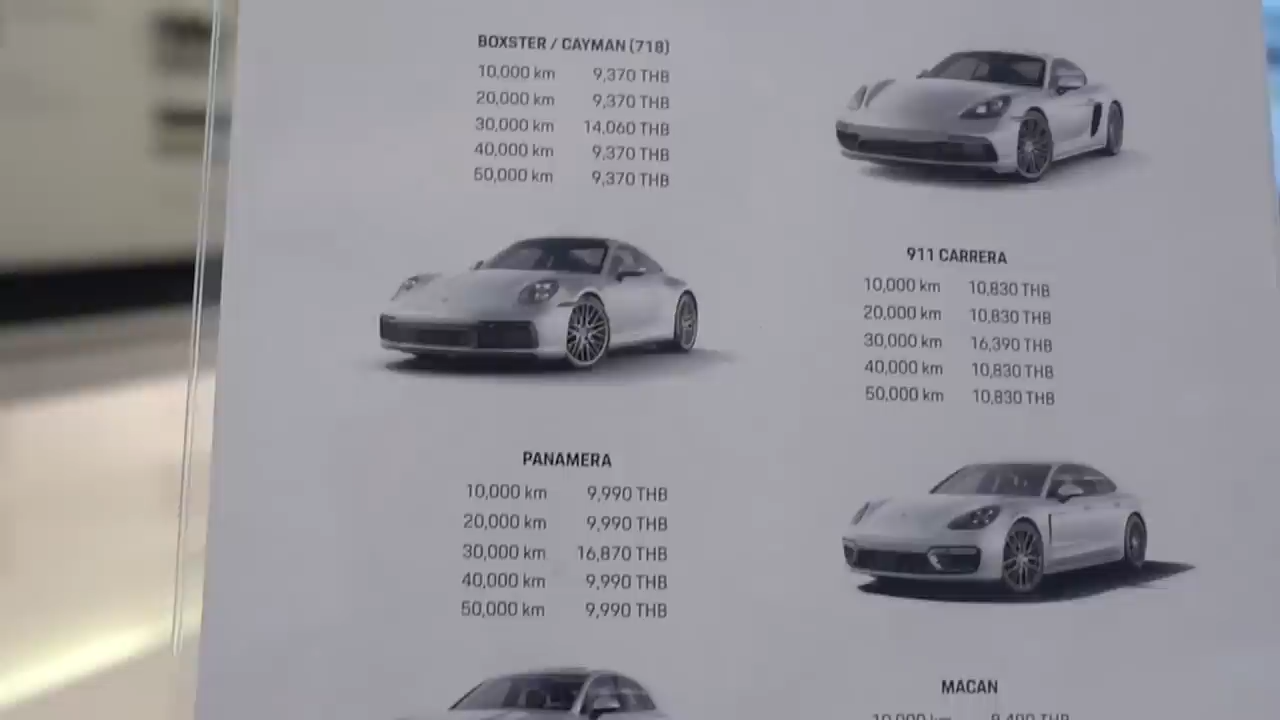 BOXSTER / CAYMAN (718)
10,000 km 9,370 THB
20,000 km 9,370 THB
30,000 km 14,060 THB
40,000 km 9,370 THB
50,000 km 9,370 THB
911 CARRERA
10,000 km 10,830 THB
20,000 km 10,830 THB
30,000 km 16,390 THB
40,000 km 10,830 THB
50,000 km 10,830 THB
PANAMERA
10,000 km 9,990 THB
20,000 km 9,990 THB
30,000 km 16,870 THB
40,000 km 9,990 THB
50,000 km 9,990 THB
MACAN
10,000 km THB